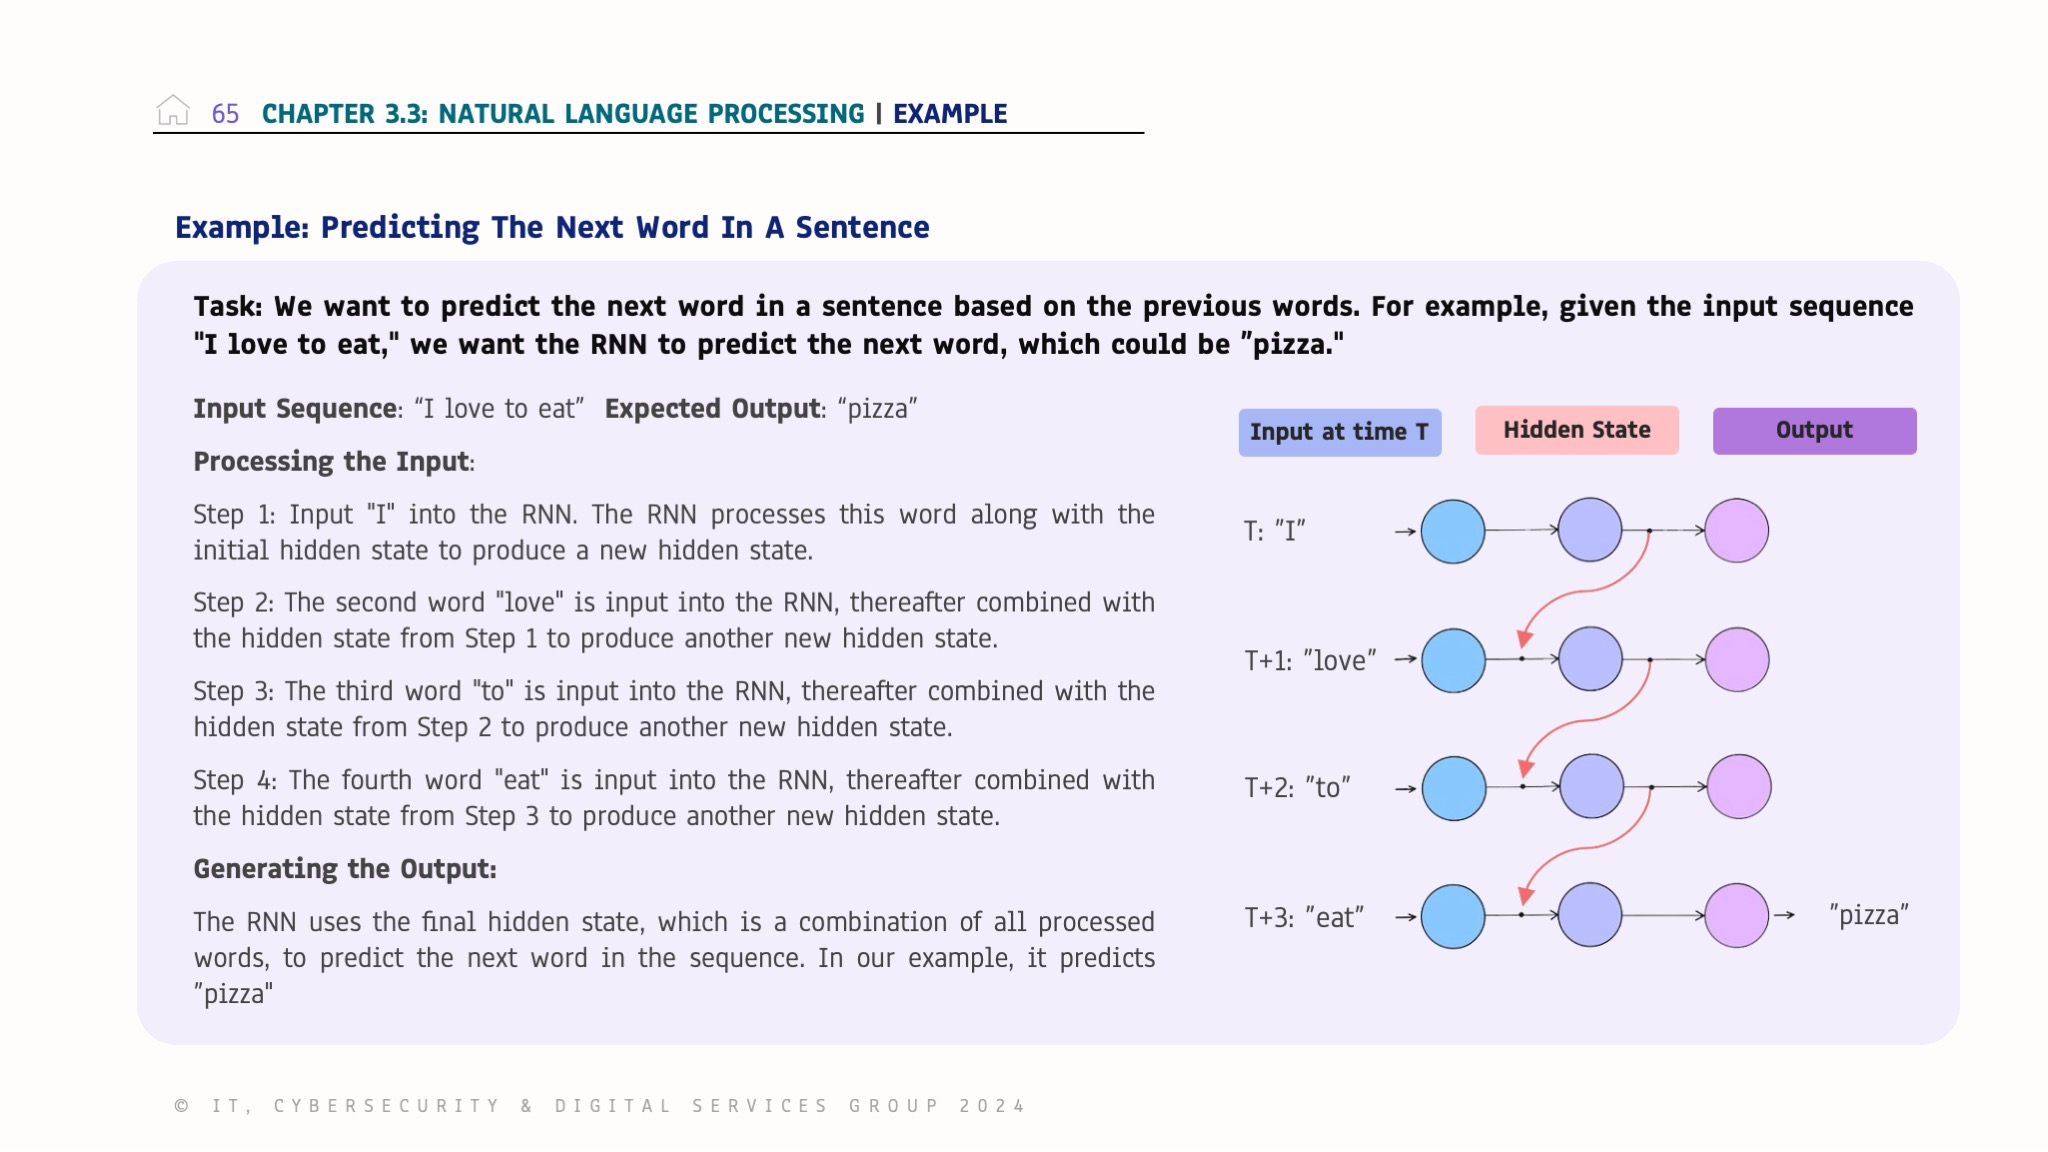 65 CHAPTER 3.3: NATURAL LANGUAGE PROCESSING | EXAMPLE
Example: Predicting The Next Word In A Sentence
Task: We want to predict the next word in a sentence based on the previous words. For example, given the input sequence
"I love to eat," we want the RNN to predict the next word, which could be ”pizza."
Input Sequence: “I love to eat” Expected Output: “pizza”
Processing the Input:
Step 1: Input "I" into the RNN. The RNN processes this word along with the
initial hidden state to produce a new hidden state.
Step 2: The second word "love" is input into the RNN, thereafter combined with
the hidden state from Step 1 to produce another new hidden state.
Step 3: The third word "to" is input into the RNN, thereafter combined with the
hidden state from Step 2 to produce another new hidden state.
Step 4: The fourth word "eat" is input into the RNN, thereafter combined with
the hidden state from Step 3 to produce another new hidden state.
Generating the Output:
The RNN uses the final hidden state, which is a combination of all processed
words, to predict the next word in the sequence. In our example, it predicts
”pizza"
Input at time T
Hidden State
Output
T: ”I”
T+1: ”love”
T+2: ”to”
T+3: ”eat”
”pizza”
© IT, CYBERSECURITY & DIGITAL SERVICES GROUP 2024